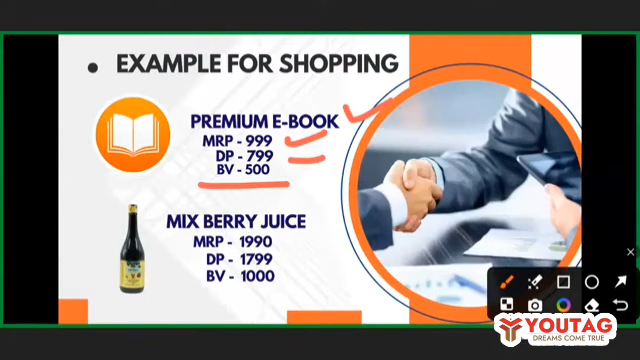 EXAMPLE FOR SHOPPING
PREMIUM E-BOOK
MRP - 999
DP - 799
BV - 500
MIX BERRY JUICE
MRP - 1990
DP - 1799
BV - 1000
YOUTAG
DREAMS COME TRUE